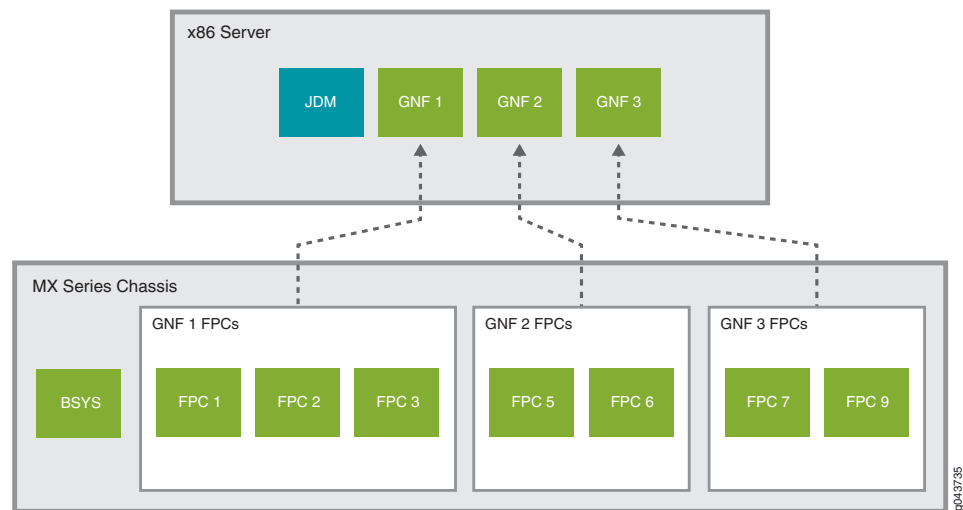 x86 Server
JDM GNF 1 GNF 2 GNF 3
MX Series Chassis
GNF 1 FPCs GNF 2 FPCs GNF 3 FPCs
BSYS FPC 1 FPC 2 FPC 3 FPC 5 FPC 6 FPC 7 FPC 9
g043735